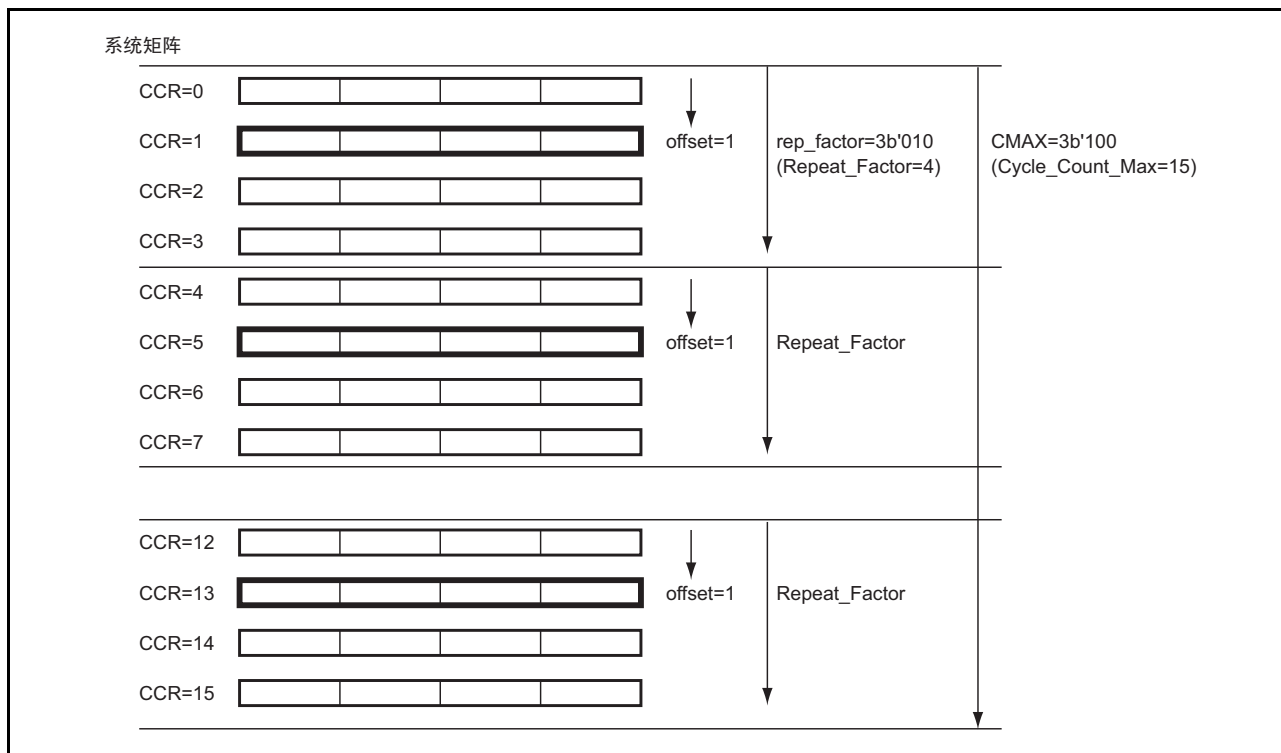 系统矩阵
CCR=0
CCR=1 offset=1 rep_factor=3b'010 CMAX=3b'100
(Repeat_Factor=4) (Cycle_Count_Max=15)
CCR=2
CCR=3
CCR=4
CCR=5 offset=1 Repeat_Factor
CCR=6
CCR=7
CCR=12
CCR=13 offset=1 Repeat_Factor
CCR=14
CCR=15